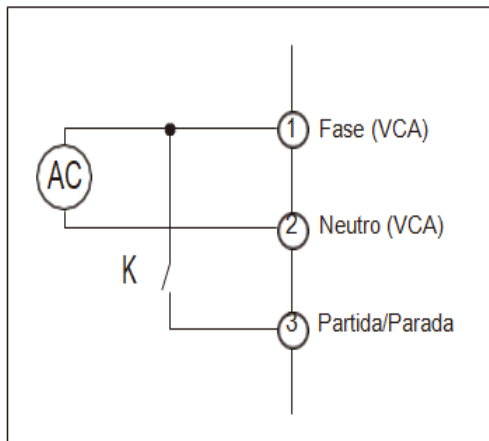 1 Fase (VCA)
AC
2 Neutro (VCA)
K
3 Partida/Parada